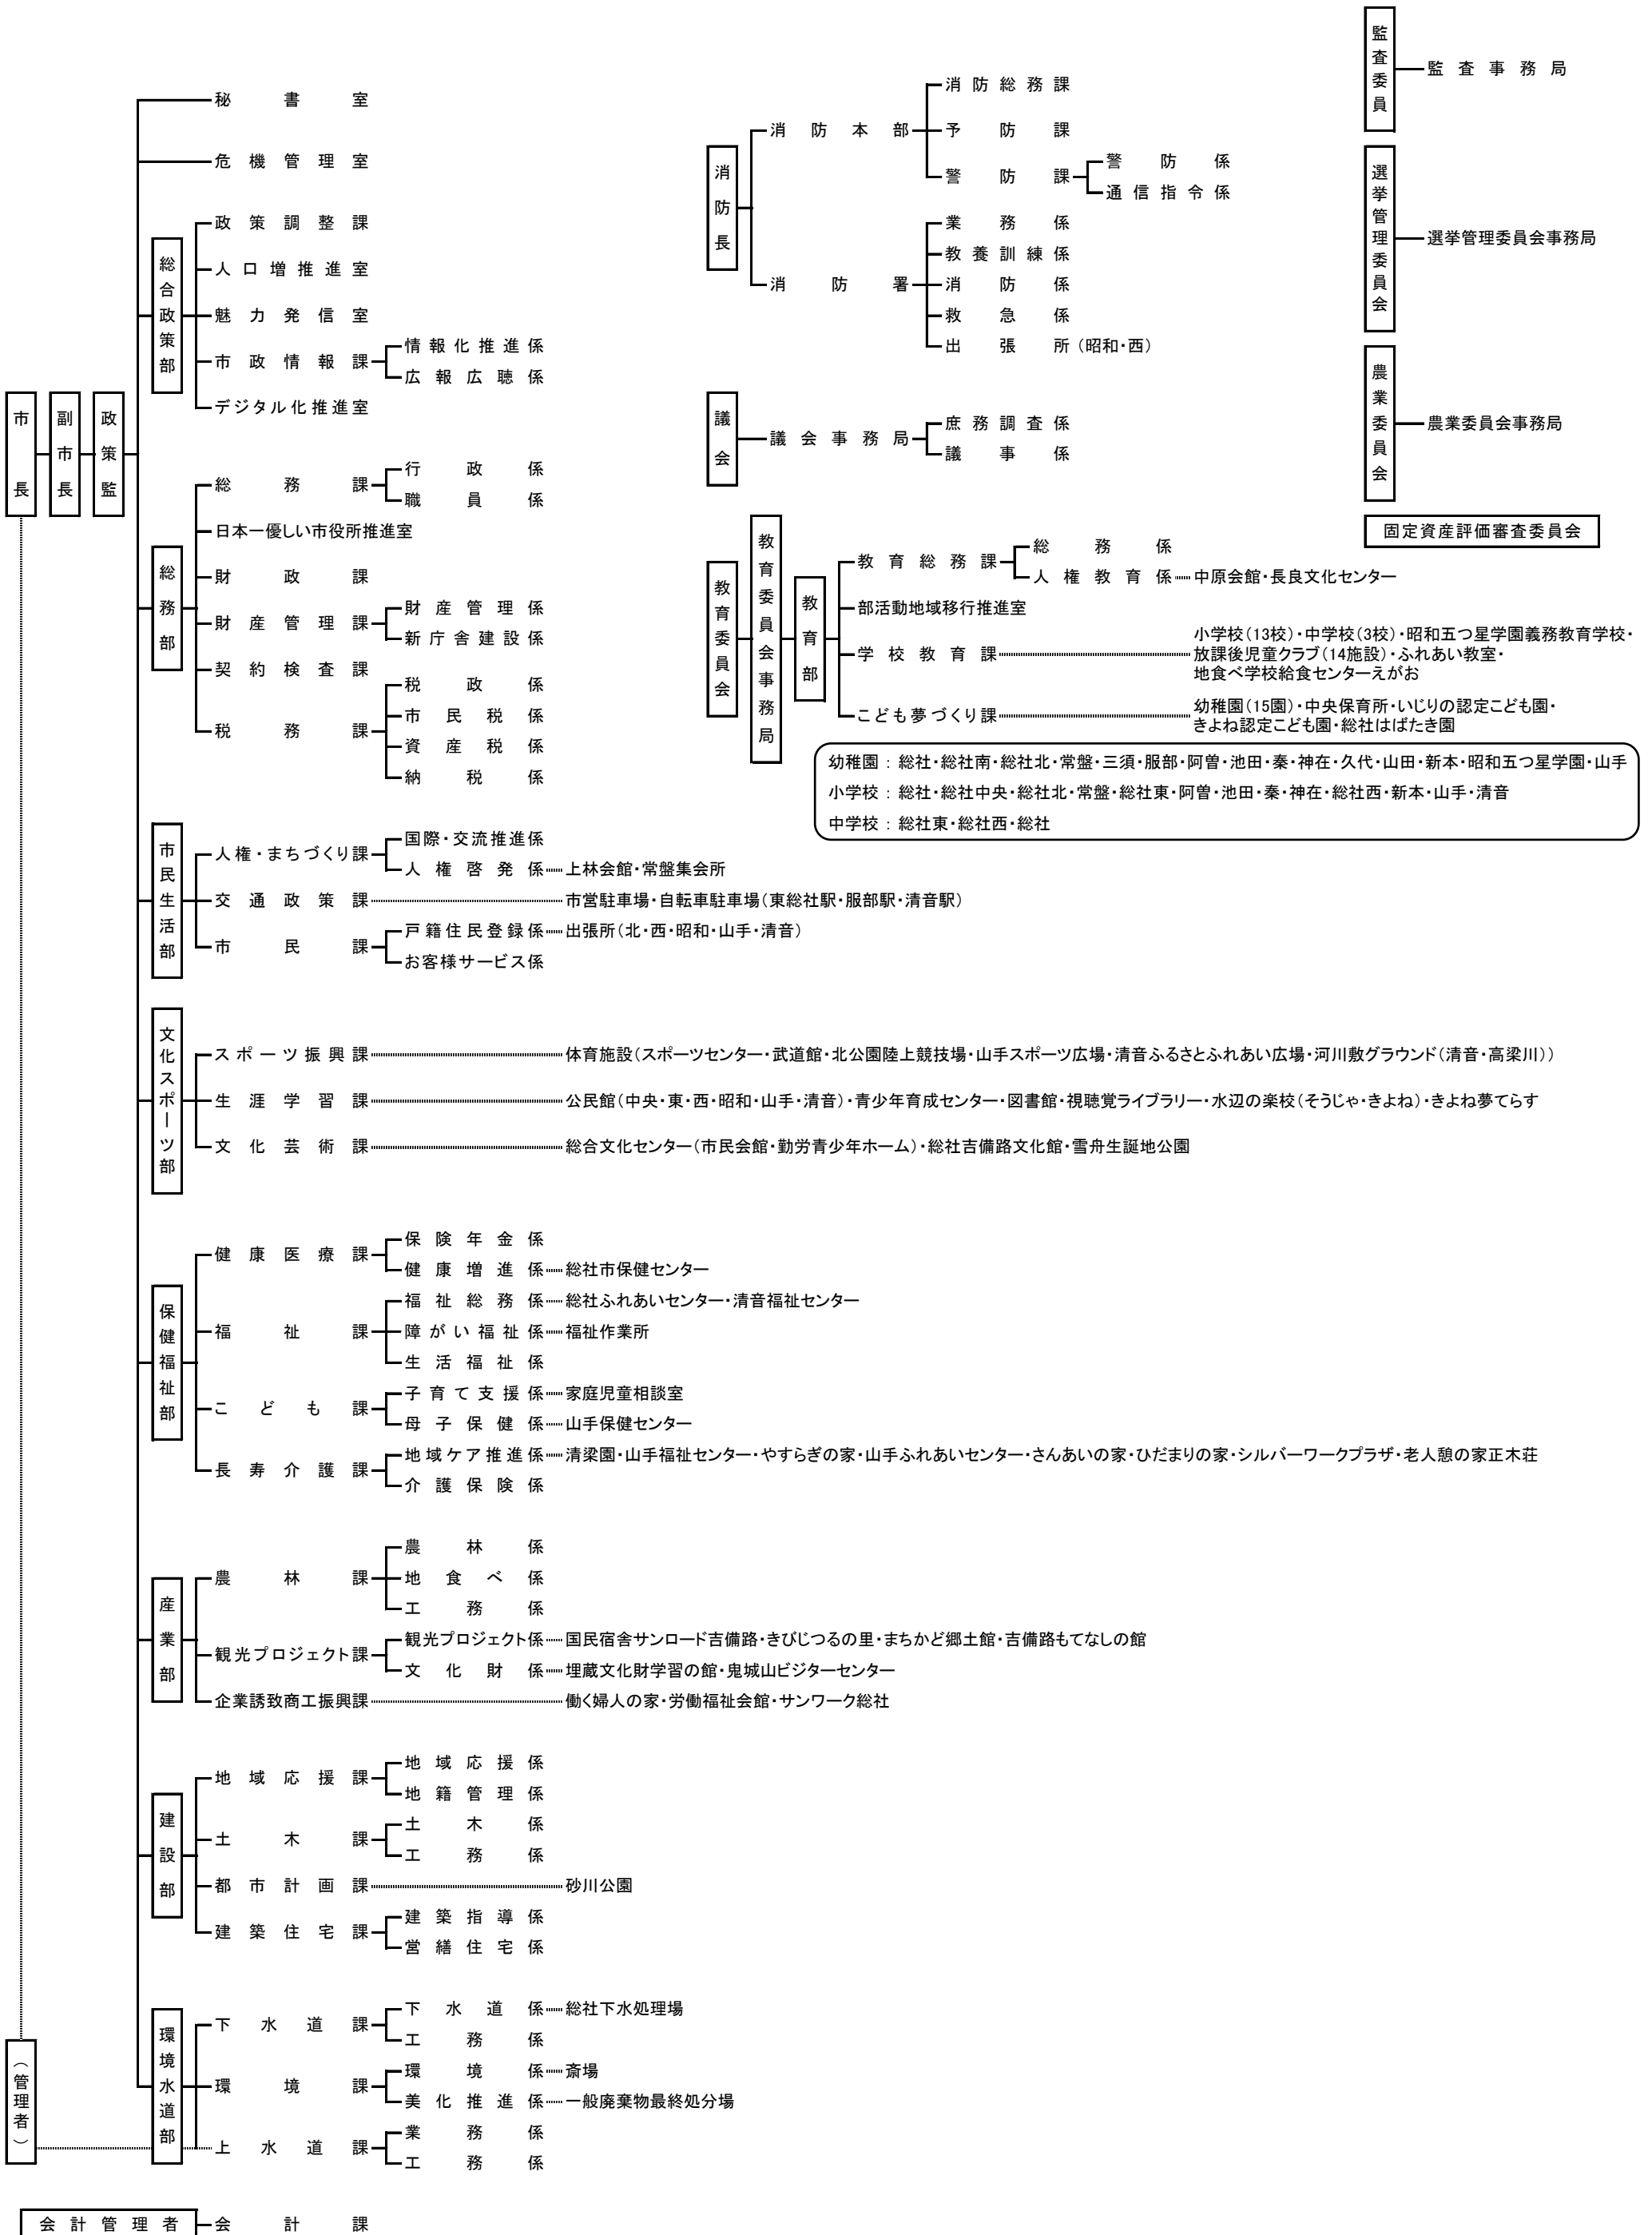 市長
副市長
政策監
秘書室
危機管理室
総合政策部
政策調整課
人口増推進室
魅力発信室
市政情報課
情報化推進係
広報広聴係
デジタル化推進室
総務部
総務課
行政係
職員係
日本一優しい市役所推進室
財政課
財産管理課
財産管理係
新庁舎建設係
契約検査課
税務課
税政係
市民税係
資産税係
納税係
市民生活部
人権・まちづくり課
国際・交流推進係
人権啓発係
上林会館・常盤集会所
交通政策課
市営駐車場・自転車駐車場(東総社駅・服部駅・清音駅)
市民課
戸籍住民登録係
出張所(北・西・昭和・山手・清音)
お客様サービス係
文化スポーツ部
スポーツ振興課
体育施設(スポーツセンター・武道館・北公園陸上競技場・山手スポーツ広場・清音ふるさとふれあい広場・河川敷グラウンド(清音・高梁川))
生涯学習課
公民館(中央・東・西・昭和・山手・清音)・青少年育成センター・図書館・視聴覚ライブラリー・水辺の楽校(そうじゃ・きよね)・きよね夢てらす
文化芸術課
総合文化センター(市民会館・勤労青少年ホーム)・総社吉備路文化館・雪舟生誕地公園
保健福祉部
健康医療課
保険年金係
健康増進係
総社市保健センター
福祉課
福祉総務係
総社ふれあいセンター・清音福祉センター
障がい福祉係
福祉作業所
生活福祉係
こども課
子育て支援係
家庭児童相談室
母子保健係
山手保健センター
長寿介護課
地域ケア推進係
清梁園・山手福祉センター・やすらぎの家・山手ふれあいセンター・さんあいの家・ひだまりの家・シルバーワークプラザ・老人憩の家正木荘
介護保険係
産業部
農林課
農林係
地食べ係
工務係
観光プロジェクト課
観光プロジェクト係
国民宿舎サンロード吉備路・きびじつるの里・まちかど郷土館・吉備路もてなしの館
文化財係
埋蔵文化財学習の館・鬼城山ビジターセンター
企業誘致商工振興課
働く婦人の家・労働福祉会館・サンワーク総社
建設部
地域応援課
地域応援係
地籍管理係
土木課
土木係
工務係
都市計画課
砂川公園
建築住宅課
建築指導係
営繕住宅係
環境水道部
下水道課
下水道係
総社下水処理場
工務係
環境課
環境係
斎場
美化推進係
一般廃棄物最終処分場
(管理者)
上水道課
業務係
工務係
会計管理者
会計課
消防長
消防本部
消防総務課
予防課
警防課
警防係
通信指令係
消防署
業務係
教養訓練係
消防係
救急係
出張所(昭和・西)
議会
議会事務局
庶務調査係
議事係
教育委員会
教育委員会事務局
教育部
教育総務課
総務係
人権教育係
中原会館・長良文化センター
部活動地域移行推進室
学校教育課
小学校(13校)・中学校(3校)・昭和五つ星学園義務教育学校・
放課後児童クラブ(14施設)・ふれあい教室・
地食べ学校給食センターえがお
こども夢づくり課
幼稚園(15園)・中央保育所・いじりの認定こども園・
きよね認定こども園・総社はばたき園
幼稚園:総社・総社南・総社北・常盤・三須・服部・阿曽・池田・秦・神在・久代・山田・新本・昭和五つ星学園・山手
小学校:総社・総社中央・総社北・常盤・総社東・阿曽・池田・秦・神在・総社西・新本・山手・清音
中学校:総社東・総社西・総社
監査委員
監査事務局
選挙管理委員会
選挙管理委員会事務局
農業委員会
農業委員会事務局
固定資産評価審査委員会